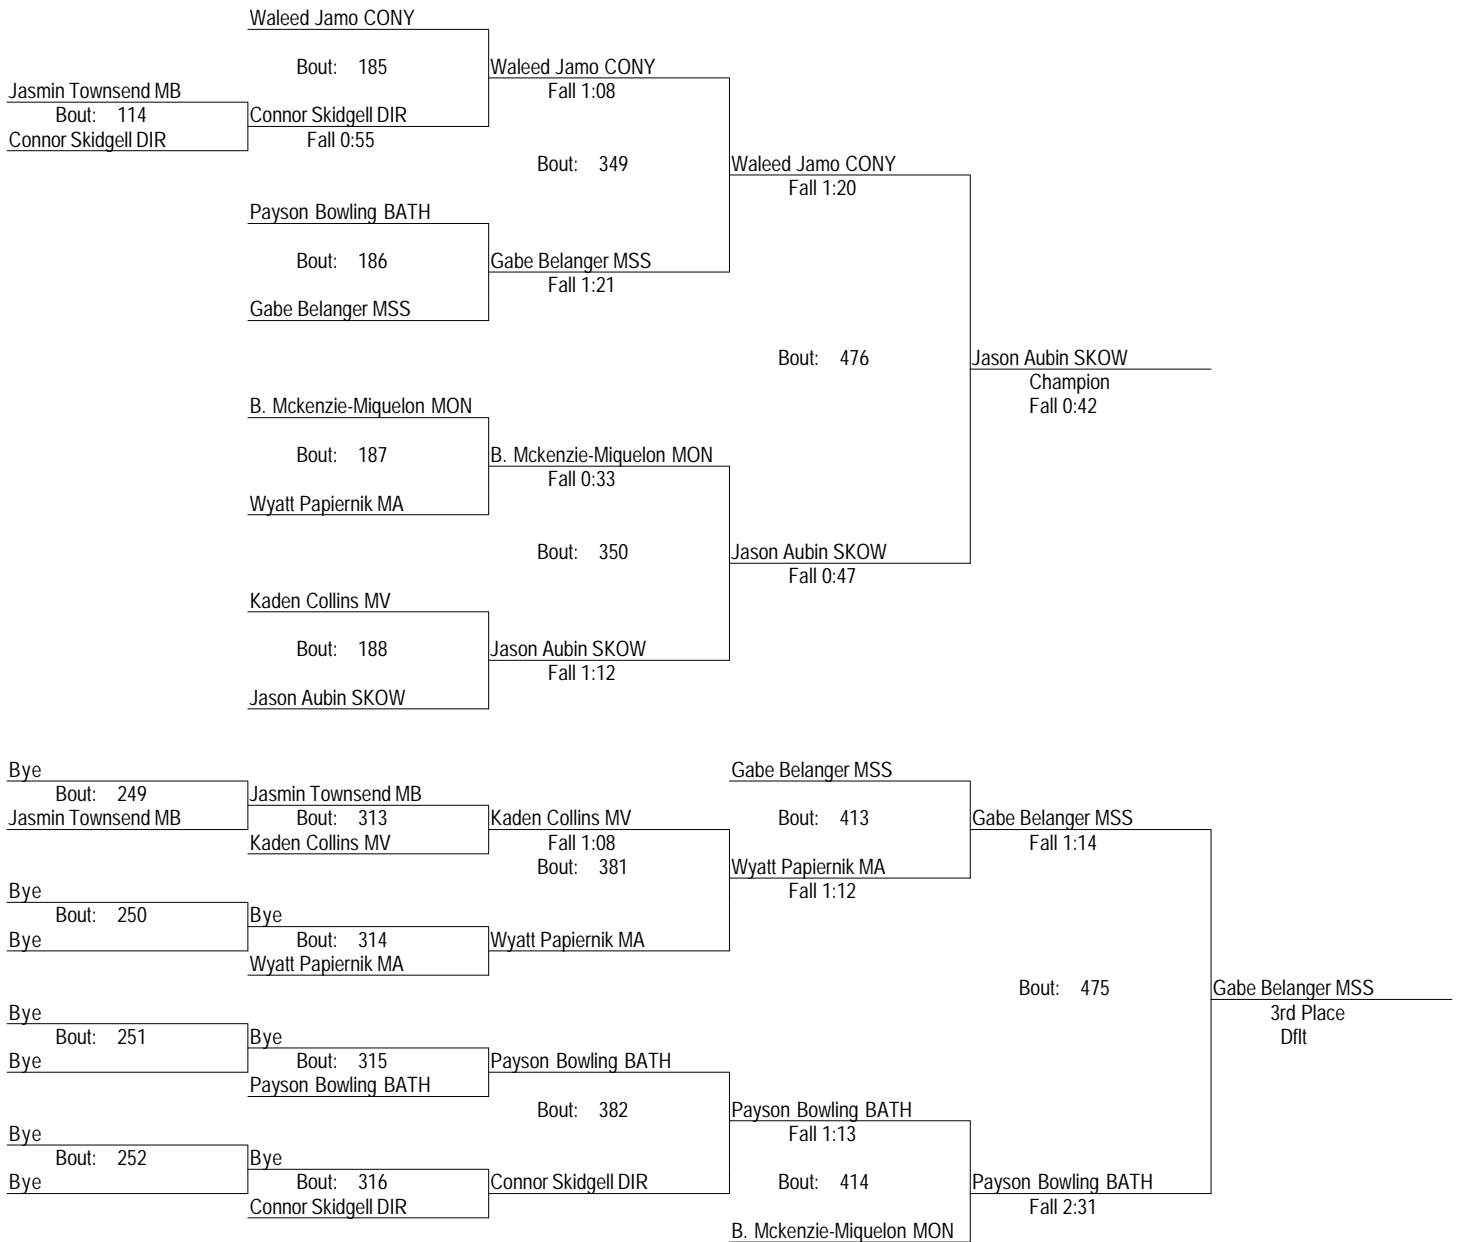 Waleed Jamo CONY
Bout: 185
Waleed Jamo CONY
Jasmin Townsend MB
Fall 1:08
Bout: 114
Connor Skidgell DIR
Connor Skidgell DIR
Fall 0:55
Bout: 349
Waleed Jamo CONY
Fall 1:20
Payson Bowling BATH
Bout: 186
Gabe Belanger MSS
Fall 1:21
Gabe Belanger MSS
Bout: 476
Jason Aubin SKOW
Champion
Fall 0:42
B. Mckenzie-Miquelon MON
Bout: 187
B. Mckenzie-Miquelon MON
Fall 0:33
Wyatt Papiernik MA
Bout: 350
Jason Aubin SKOW
Fall 0:47
Kaden Collins MV
Bout: 188
Jason Aubin SKOW
Fall 1:12
Jason Aubin SKOW
Bye
Gabe Belanger MSS
Bout: 249
Jasmin Townsend MB
Jasmin Townsend MB
Bout: 313
Kaden Collins MV
Bout: 413
Gabe Belanger MSS
Kaden Collins MV
Fall 1:08
Fall 1:14
Bout: 381
Wyatt Papiernik MA
Fall 1:12
Bye
Bout: 250
Bye
Bye
Bout: 314
Wyatt Papiernik MA
Wyatt Papiernik MA
Bout: 475
Gabe Belanger MSS
3rd Place
Dflt
Bye
Bout: 251
Bye
Bye
Bout: 315
Payson Bowling BATH
Payson Bowling BATH
Bout: 382
Payson Bowling BATH
Fall 1:13
Bye
Bout: 252
Bye
Bye
Bout: 316
Connor Skidgell DIR
Bout: 414
Payson Bowling BATH
Connor Skidgell DIR
Fall 2:31
B. Mckenzie-Miquelon MON